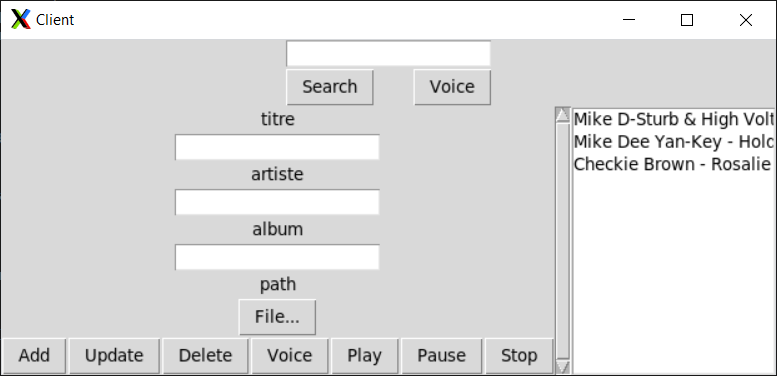 Client
Search Voice
titre
artiste
album
path
File...
Add Update Delete Voice Play Pause Stop
Mike D-Sturb & High Volt
Mike Dee Yan-Key - Hold
Checkie Brown - Rosalie